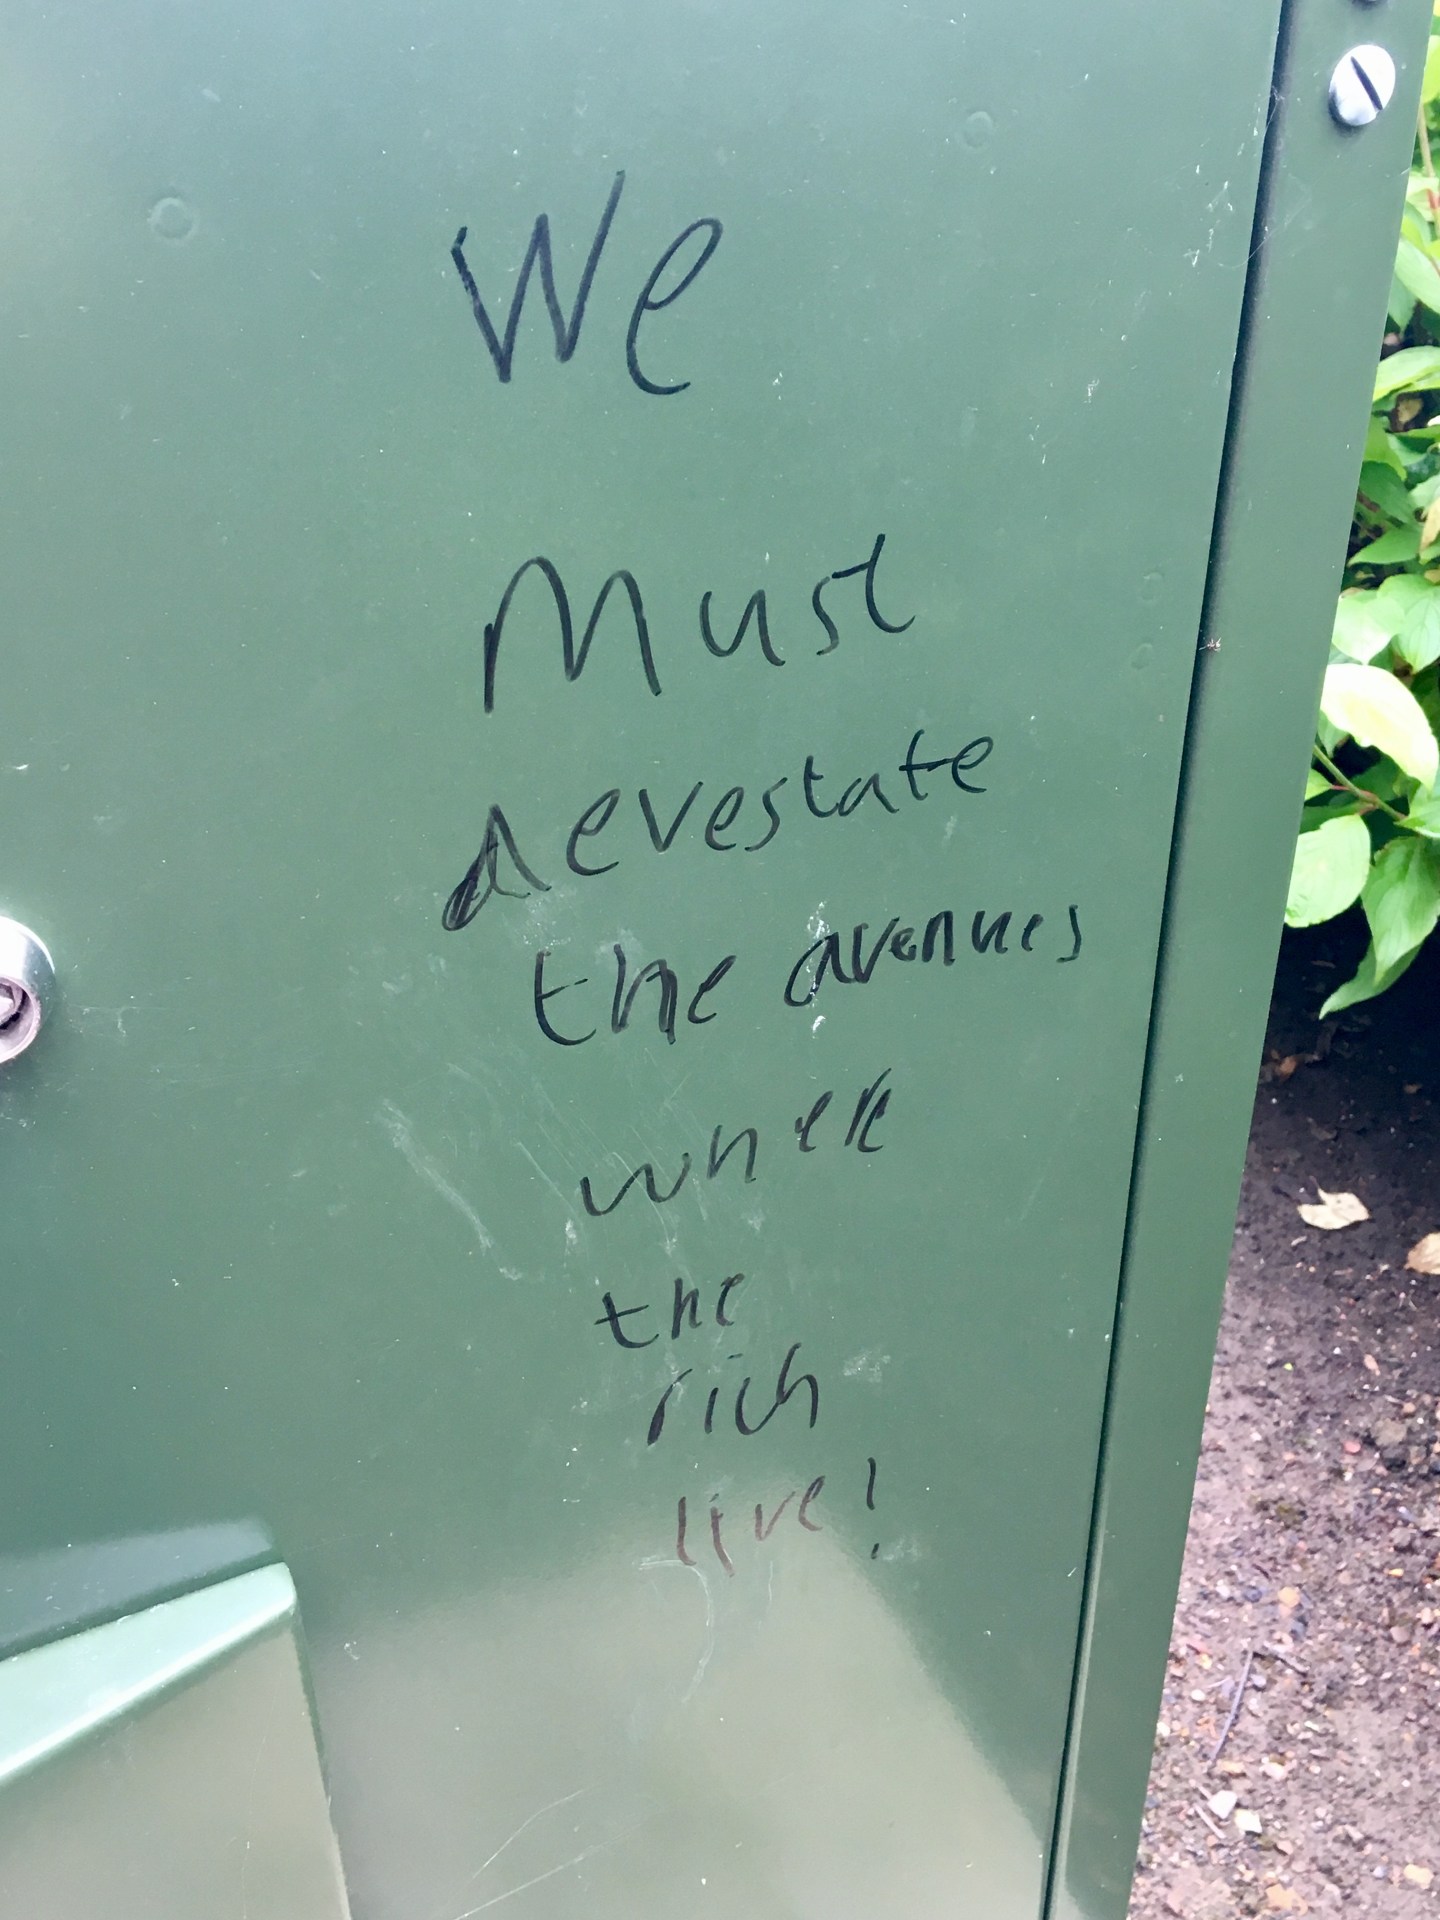 We
Must
devestate
the avenues
where
the
rich
live!